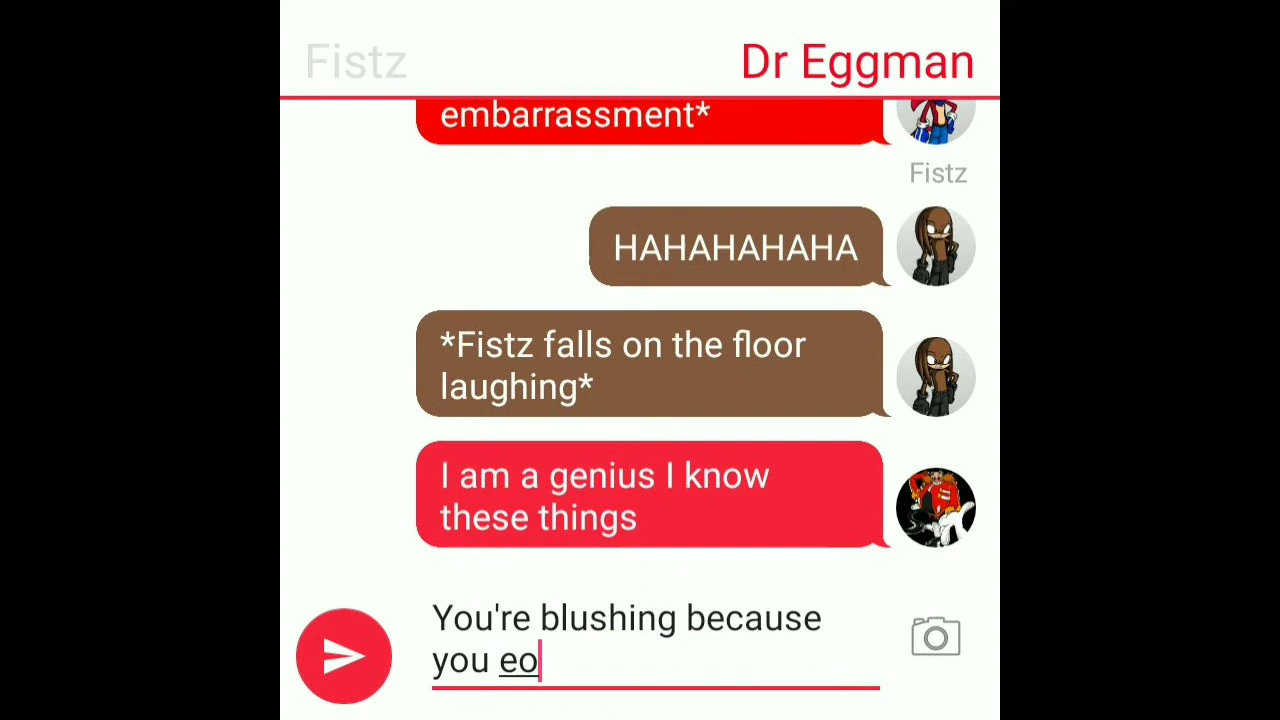 Fistz
Dr Eggman
embarrassment*
Fistz
HAHAHAHAHA
*Fistz falls on the floor
laughing*
I am a genius I know
these things
You're blushing because
you eo